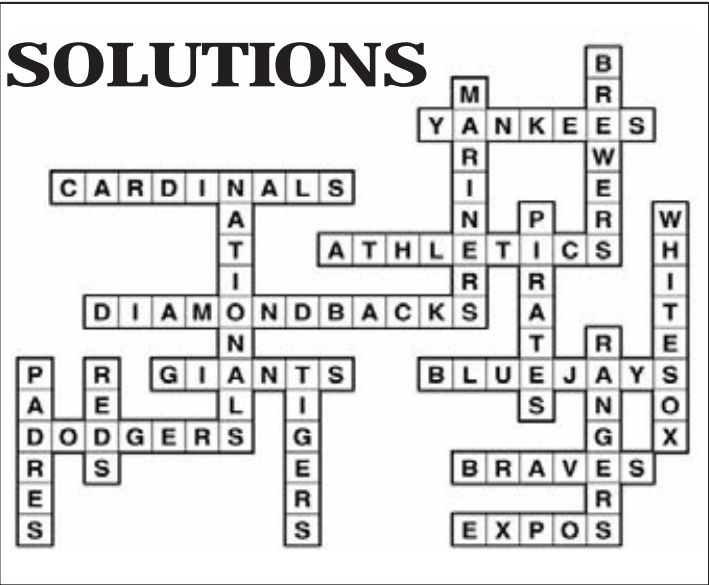 SOLUTIONS
BREWERS
MARINERS
YANKEES
CARDINALS
NATIONALS
PIRATES
WHITESOX
ATHLETICS
DIAMONDBACKS
RANGERS
PADRES
REDS
GIANTS
TIGERS
BLUEJAYS
DODGERS
BRAVES
EXPOS